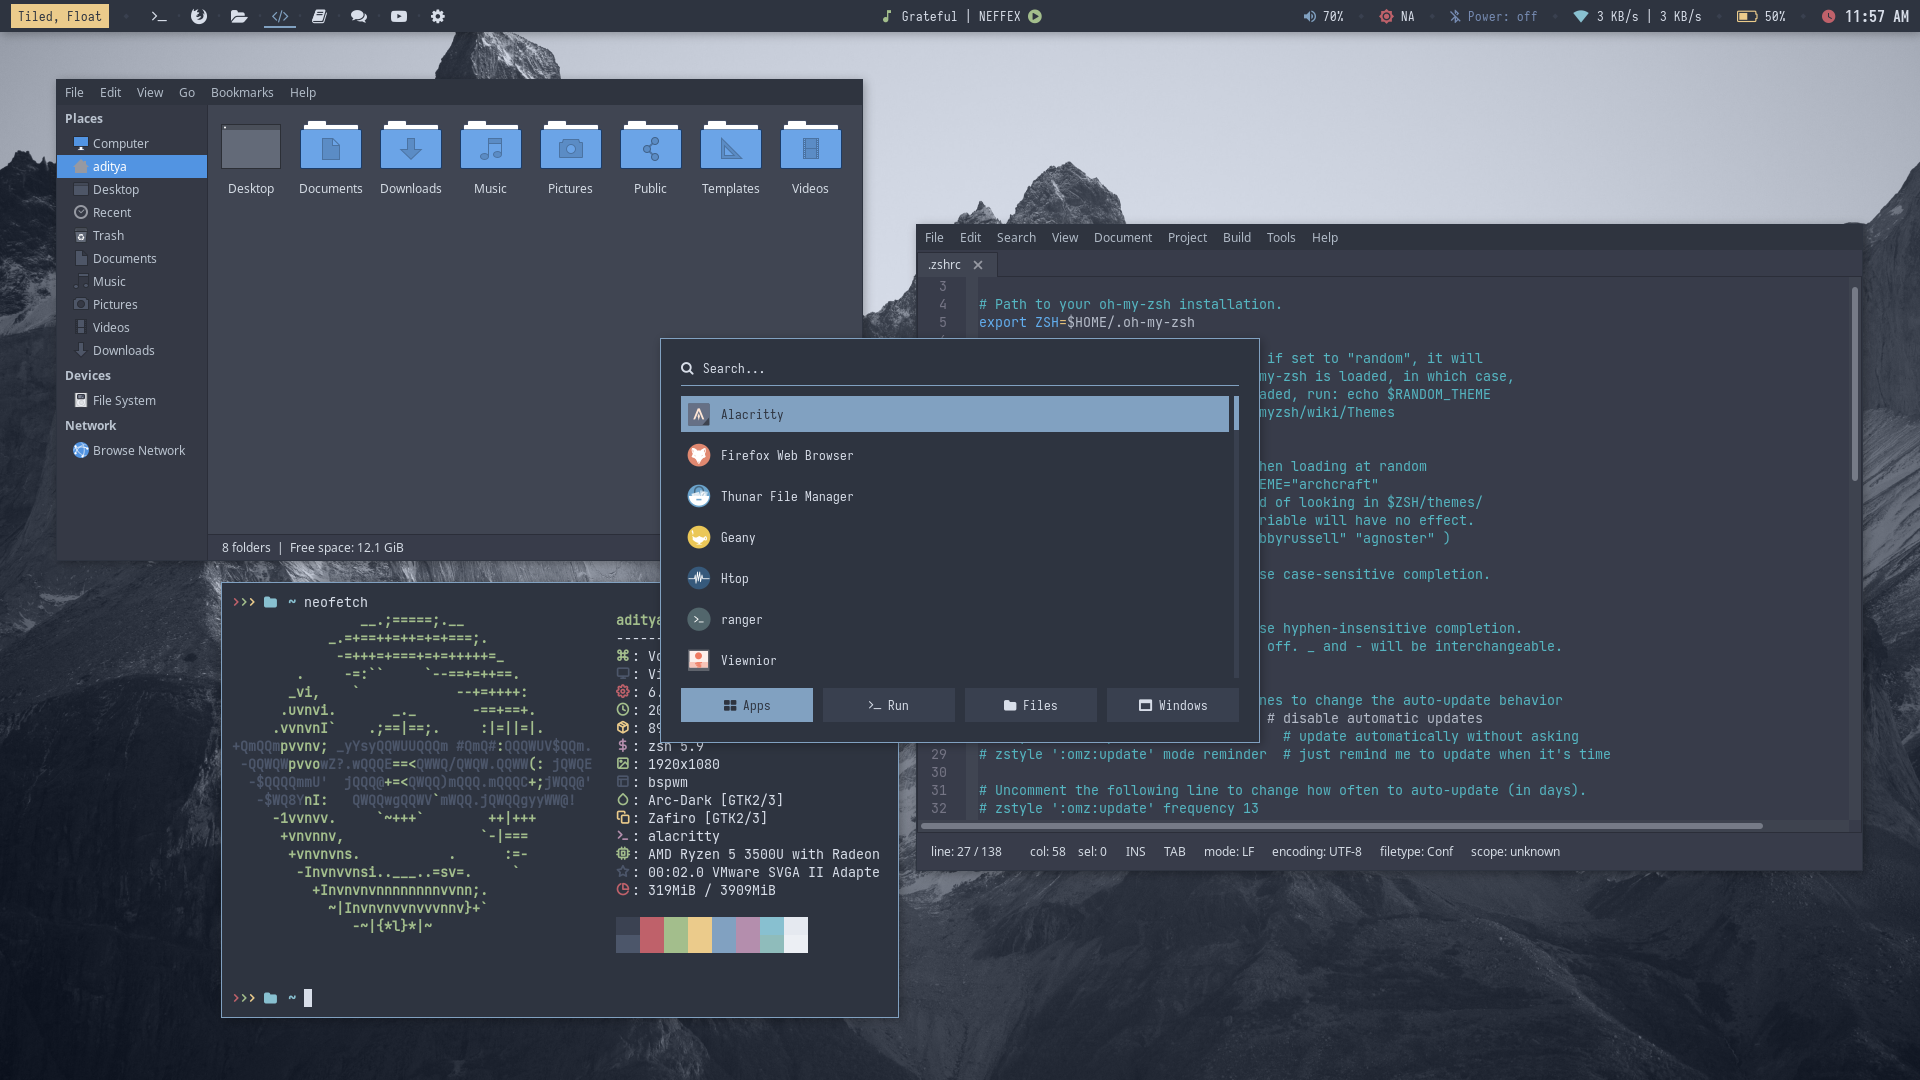 Tiled, Float
Grateful | NEFFEX
70%
NA
Power: off
3 KB/s | 3 KB/s
50%
11:57 AM
File Edit View Go Bookmarks Help
Places
Computer
aditya
Desktop
Recent
Trash
Documents
Music
Pictures
Videos
Downloads
Devices
File System
Network
Browse Network
Desktop Documents Downloads Music Pictures Public Templates Videos
8 folders | Free space: 12.1 GiB
File Edit Search View Document Project Build Tools Help
.zshrc
3
4 # Path to your oh-my-zsh installation.
5 export ZSH=$HOME/.oh-my-zsh
if set to "random", it will
my-zsh is loaded, in which case,
aded, run: echo $RANDOM_THEME
myzsh/wiki/Themes
hen loading at random
EME="archcraft"
d of looking in $ZSH/themes/
riable will have no effect.
bbyrussell" "agnoster" )
se case-sensitive completion.
se hyphen-insensitive completion.
off. _ and - will be interchangeable.
nes to change the auto-update behavior
# disable automatic updates
# update automatically without asking
29 # zstyle ':omz:update' mode reminder # just remind me to update when it's time
30
31 # Uncomment the following line to change how often to auto-update (in days).
32 # zstyle ':omz:update' frequency 13
line: 27 / 138 col: 58 sel: 0 INS TAB mode: LF encoding: UTF-8 filetype: Conf scope: unknown
Search...
Alacritty
Firefox Web Browser
Thunar File Manager
Geany
Htop
ranger
Viewnior
Apps Run Files Windows
~ neofetch
aditya
------
: Vo
: Vi
: 6.
: 20
: 89
: zsh 5.9
: 1920x1080
: bspwm
: Arc-Dark [GTK2/3]
: Zafiro [GTK2/3]
: alacritty
: AMD Ryzen 5 3500U with Radeon
: 00:02.0 VMware SVGA II Adapte
: 319MiB / 3909MiB
~